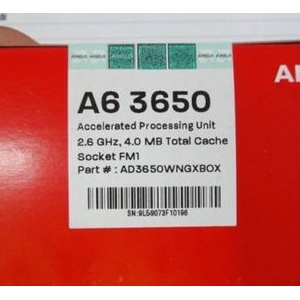 A6 3650
Accelerated Processing Unit
2.6 GHz, 4.0 MB Total Cache
Socket FM1
Part # : AD3650WNGXBOX
SN:9L59073F10196